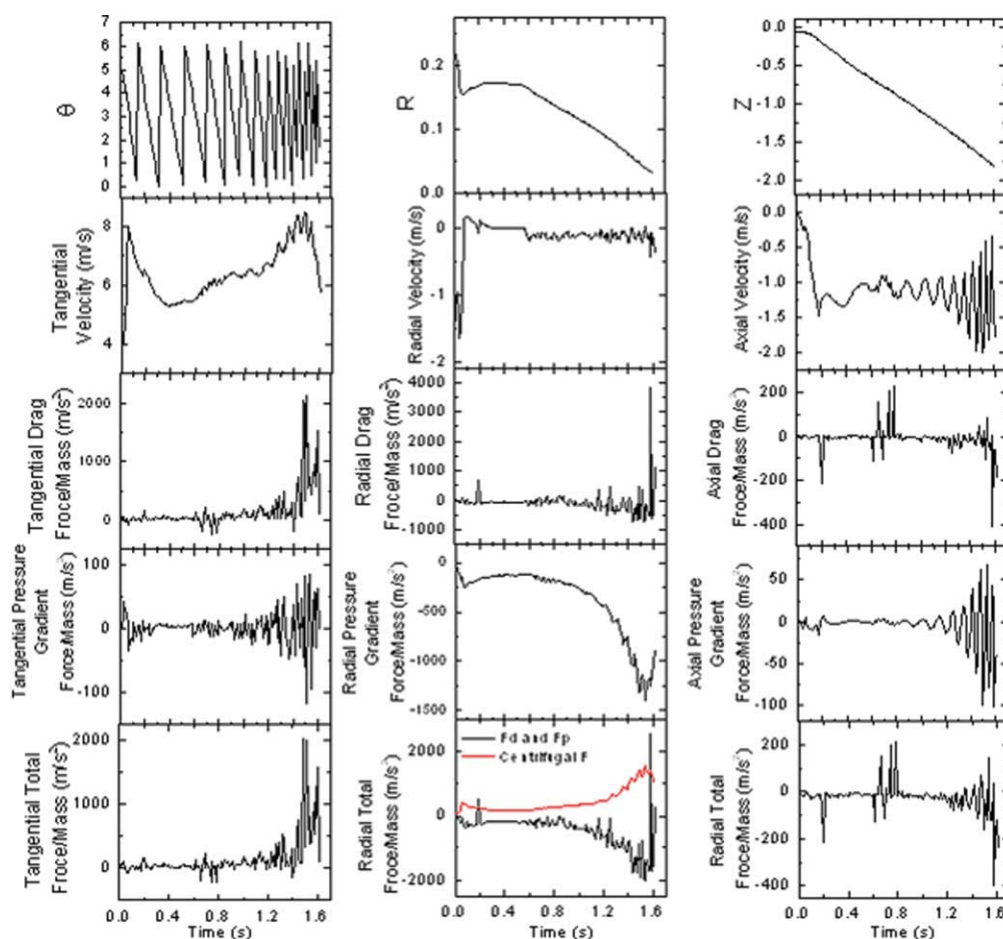 7
6
5
4
3
2
1
0
θ
0.2
0.1
0.0
R
0.0
-0.5
-1.0
-1.5
-2.0
Z
8
6
4
Tangential
Velocity (m/s)
0
-1
-2
Radial Velocity (m/s)
0.0
-0.5
-1.0
-1.5
-2.0
Axial Velocity (m/s)
2000
1000
0
Tangential Drag
Froce/Mass (m/s²)
4000
3000
2000
1000
0
-1000
Radial Drag
Froce/Mass (m/s²)
200
0
-200
-400
Axial Drag
Froce/Mass (m/s²)
100
0
-100
Tangential Pressure
Gradient
Force/Mass (m/s²)
0
-500
-1000
-1500
Radial Pressure
Gradient
Force/Mass (m/s²)
50
0
-50
-100
Axial Pressure
Gradient
Force/Mass (m/s²)
2000
1000
0
Tangential Total
Froce/Mass (m/s²)
2000
0
-2000
Radial Total
Froce/Mass (m/s²)
Fd and Fp
Centrifugal F
200
0
-200
-400
Radial Total
Froce/Mass (m/s²)
0.0 0.4 0.8 1.2 1.6
Time (s)
0.0 0.4 0.8 1.2 1.6
Time (s)
0.0 0.4 0.8 1.2 1.6
Time (s)